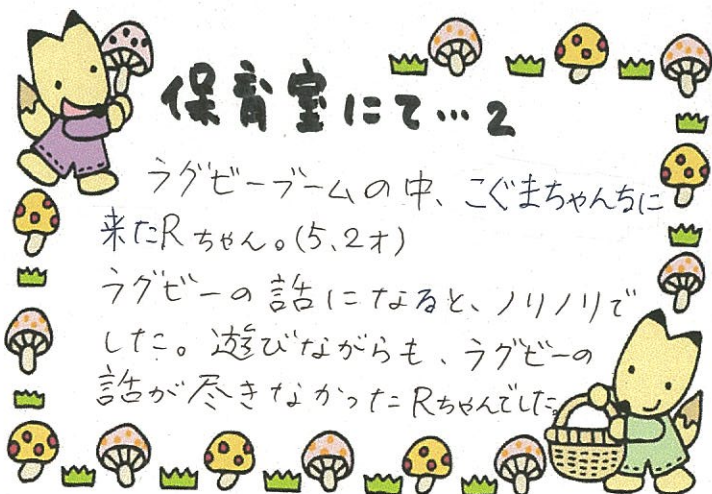 保育室にて…2
ラグビーブームの中、こぐまちゃんちに
来たRちゃん。(5、2才)
ラグビーの話になると、ノリノリで
した。遊びながらも、ラグビーの
話が尽きなかったRちゃんでした。